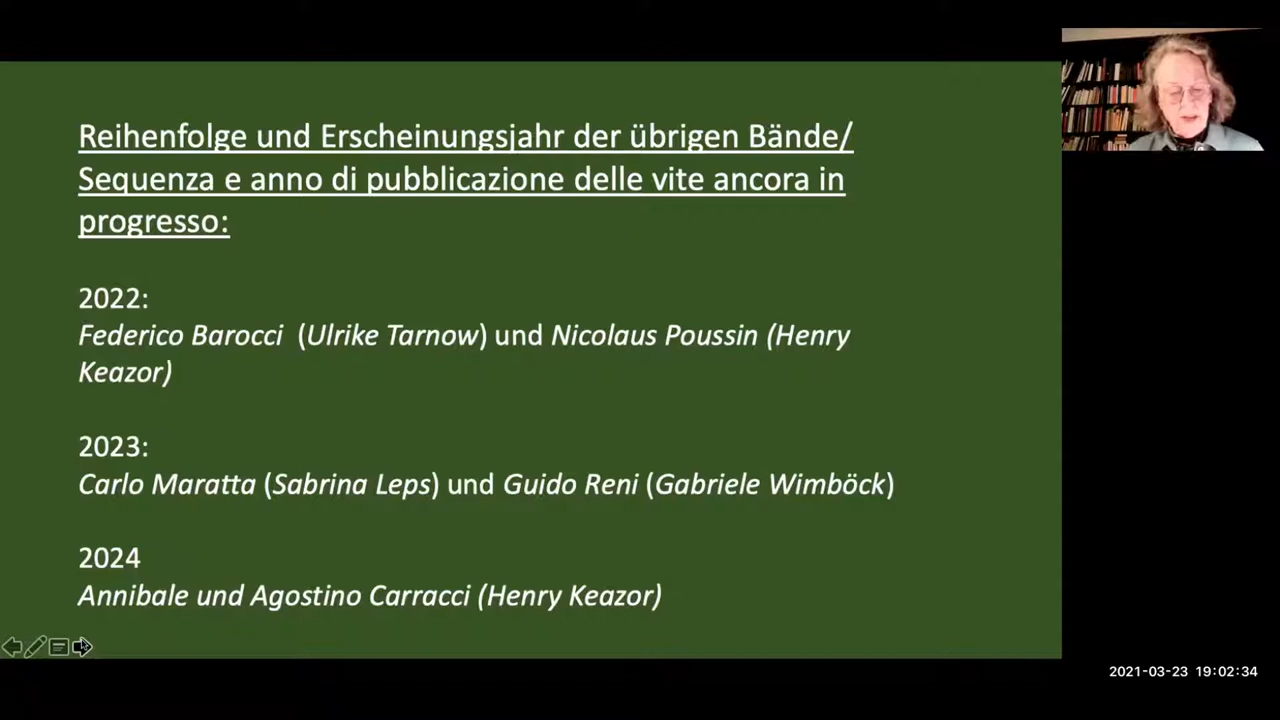 Reihenfolge und Erscheinungsjahr der übrigen Bände/
Sequenza e anno di pubblicazione delle vite ancora in
progresso:
2022:
Federico Barocci (Ulrike Tarnow) und Nicolaus Poussin (Henry
Keazor)
2023:
Carlo Maratta (Sabrina Leps) und Guido Reni (Gabriele Wimböck)
2024
Annibale und Agostino Carracci (Henry Keazor)
2021-03-23 19:02:34